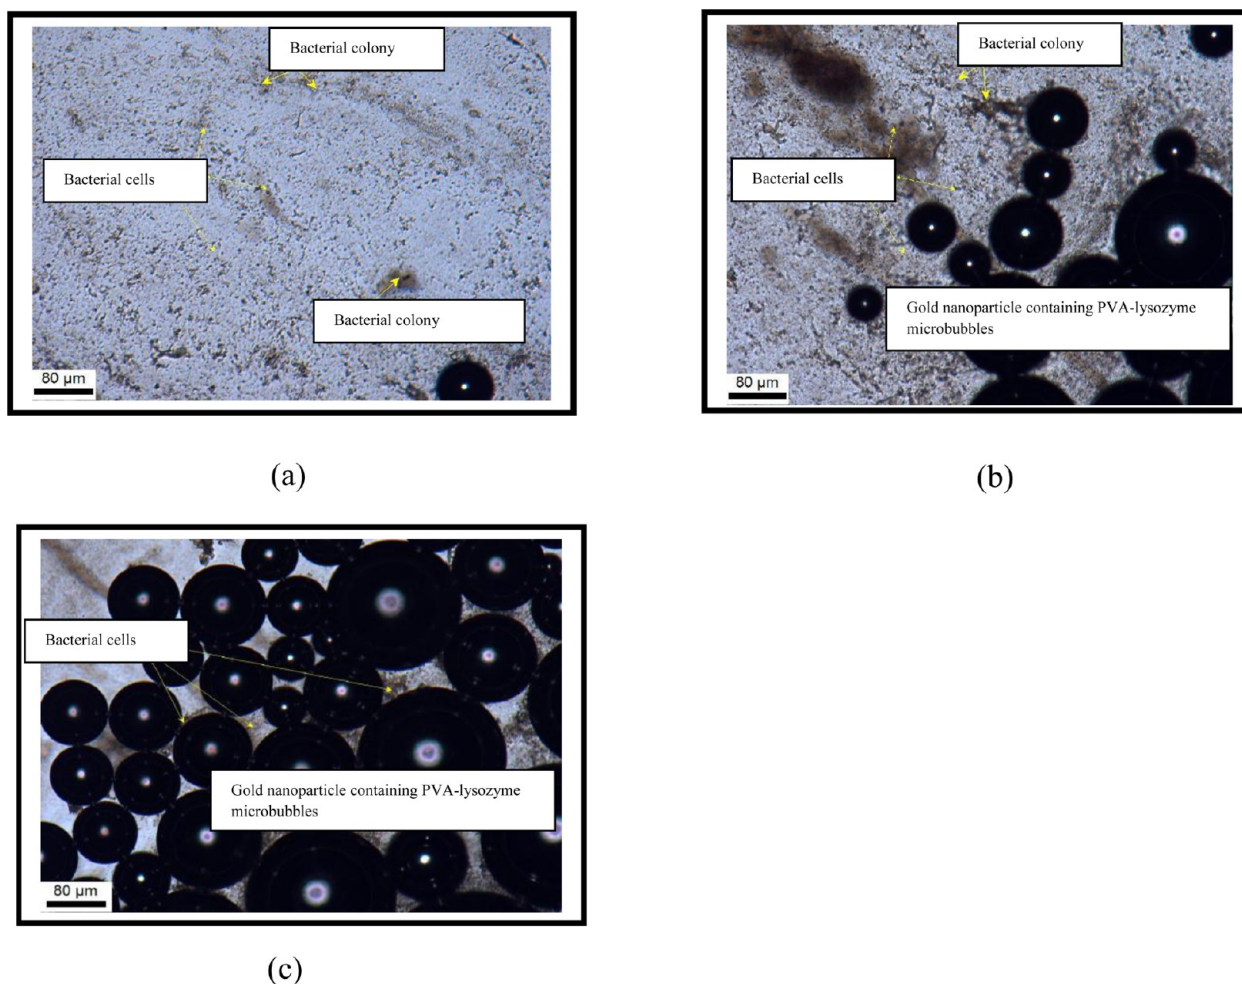 Bacterial colony
Bacterial cells
Bacterial colony
80 µm
(a)
Bacterial colony
Bacterial cells
Gold nanoparticle containing PVA-lysozyme
microbubbles
80 µm
(b)
Bacterial cells
Gold nanoparticle containing PVA-lysozyme
microbubbles
80 µm
(c)